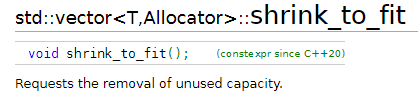 std::vector<T,Allocator>::shrink_to_fit
void shrink_to_fit(); (constexpr since C++20)
Requests the removal of unused capacity.